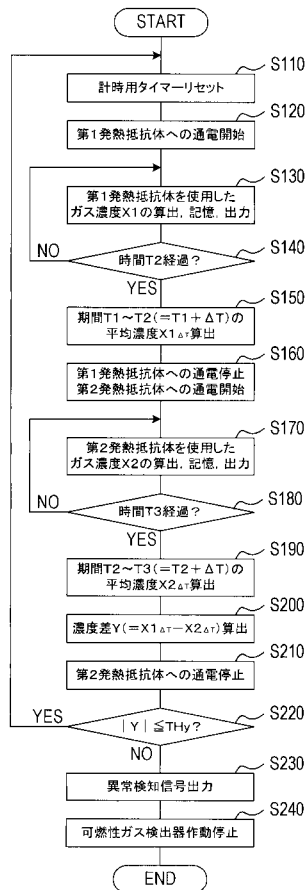 START
S110
計時用タイマーリセット
S120
第1発熱抵抗体への通電開始
S130
第1発熱抵抗体を使用した
ガス濃度X1の算出, 記憶, 出力
NO
S140
時間T2経過?
YES
S150
期間T1~T2(=T1+ΔT)の
平均濃度X1ΔT算出
S160
第1発熱抵抗体への通電停止
第2発熱抵抗体への通電開始
S170
第2発熱抵抗体を使用した
ガス濃度X2の算出, 記憶, 出力
NO
S180
時間T3経過?
YES
S190
期間T2~T3(=T2+ΔT)の
平均濃度X2ΔT算出
S200
濃度差Y(=X1ΔT-X2ΔT)算出
S210
第2発熱抵抗体への通電停止
YES
S220
|Y|≦THy?
NO
S230
異常検知信号出力
S240
可燃性ガス検出器作動停止
END